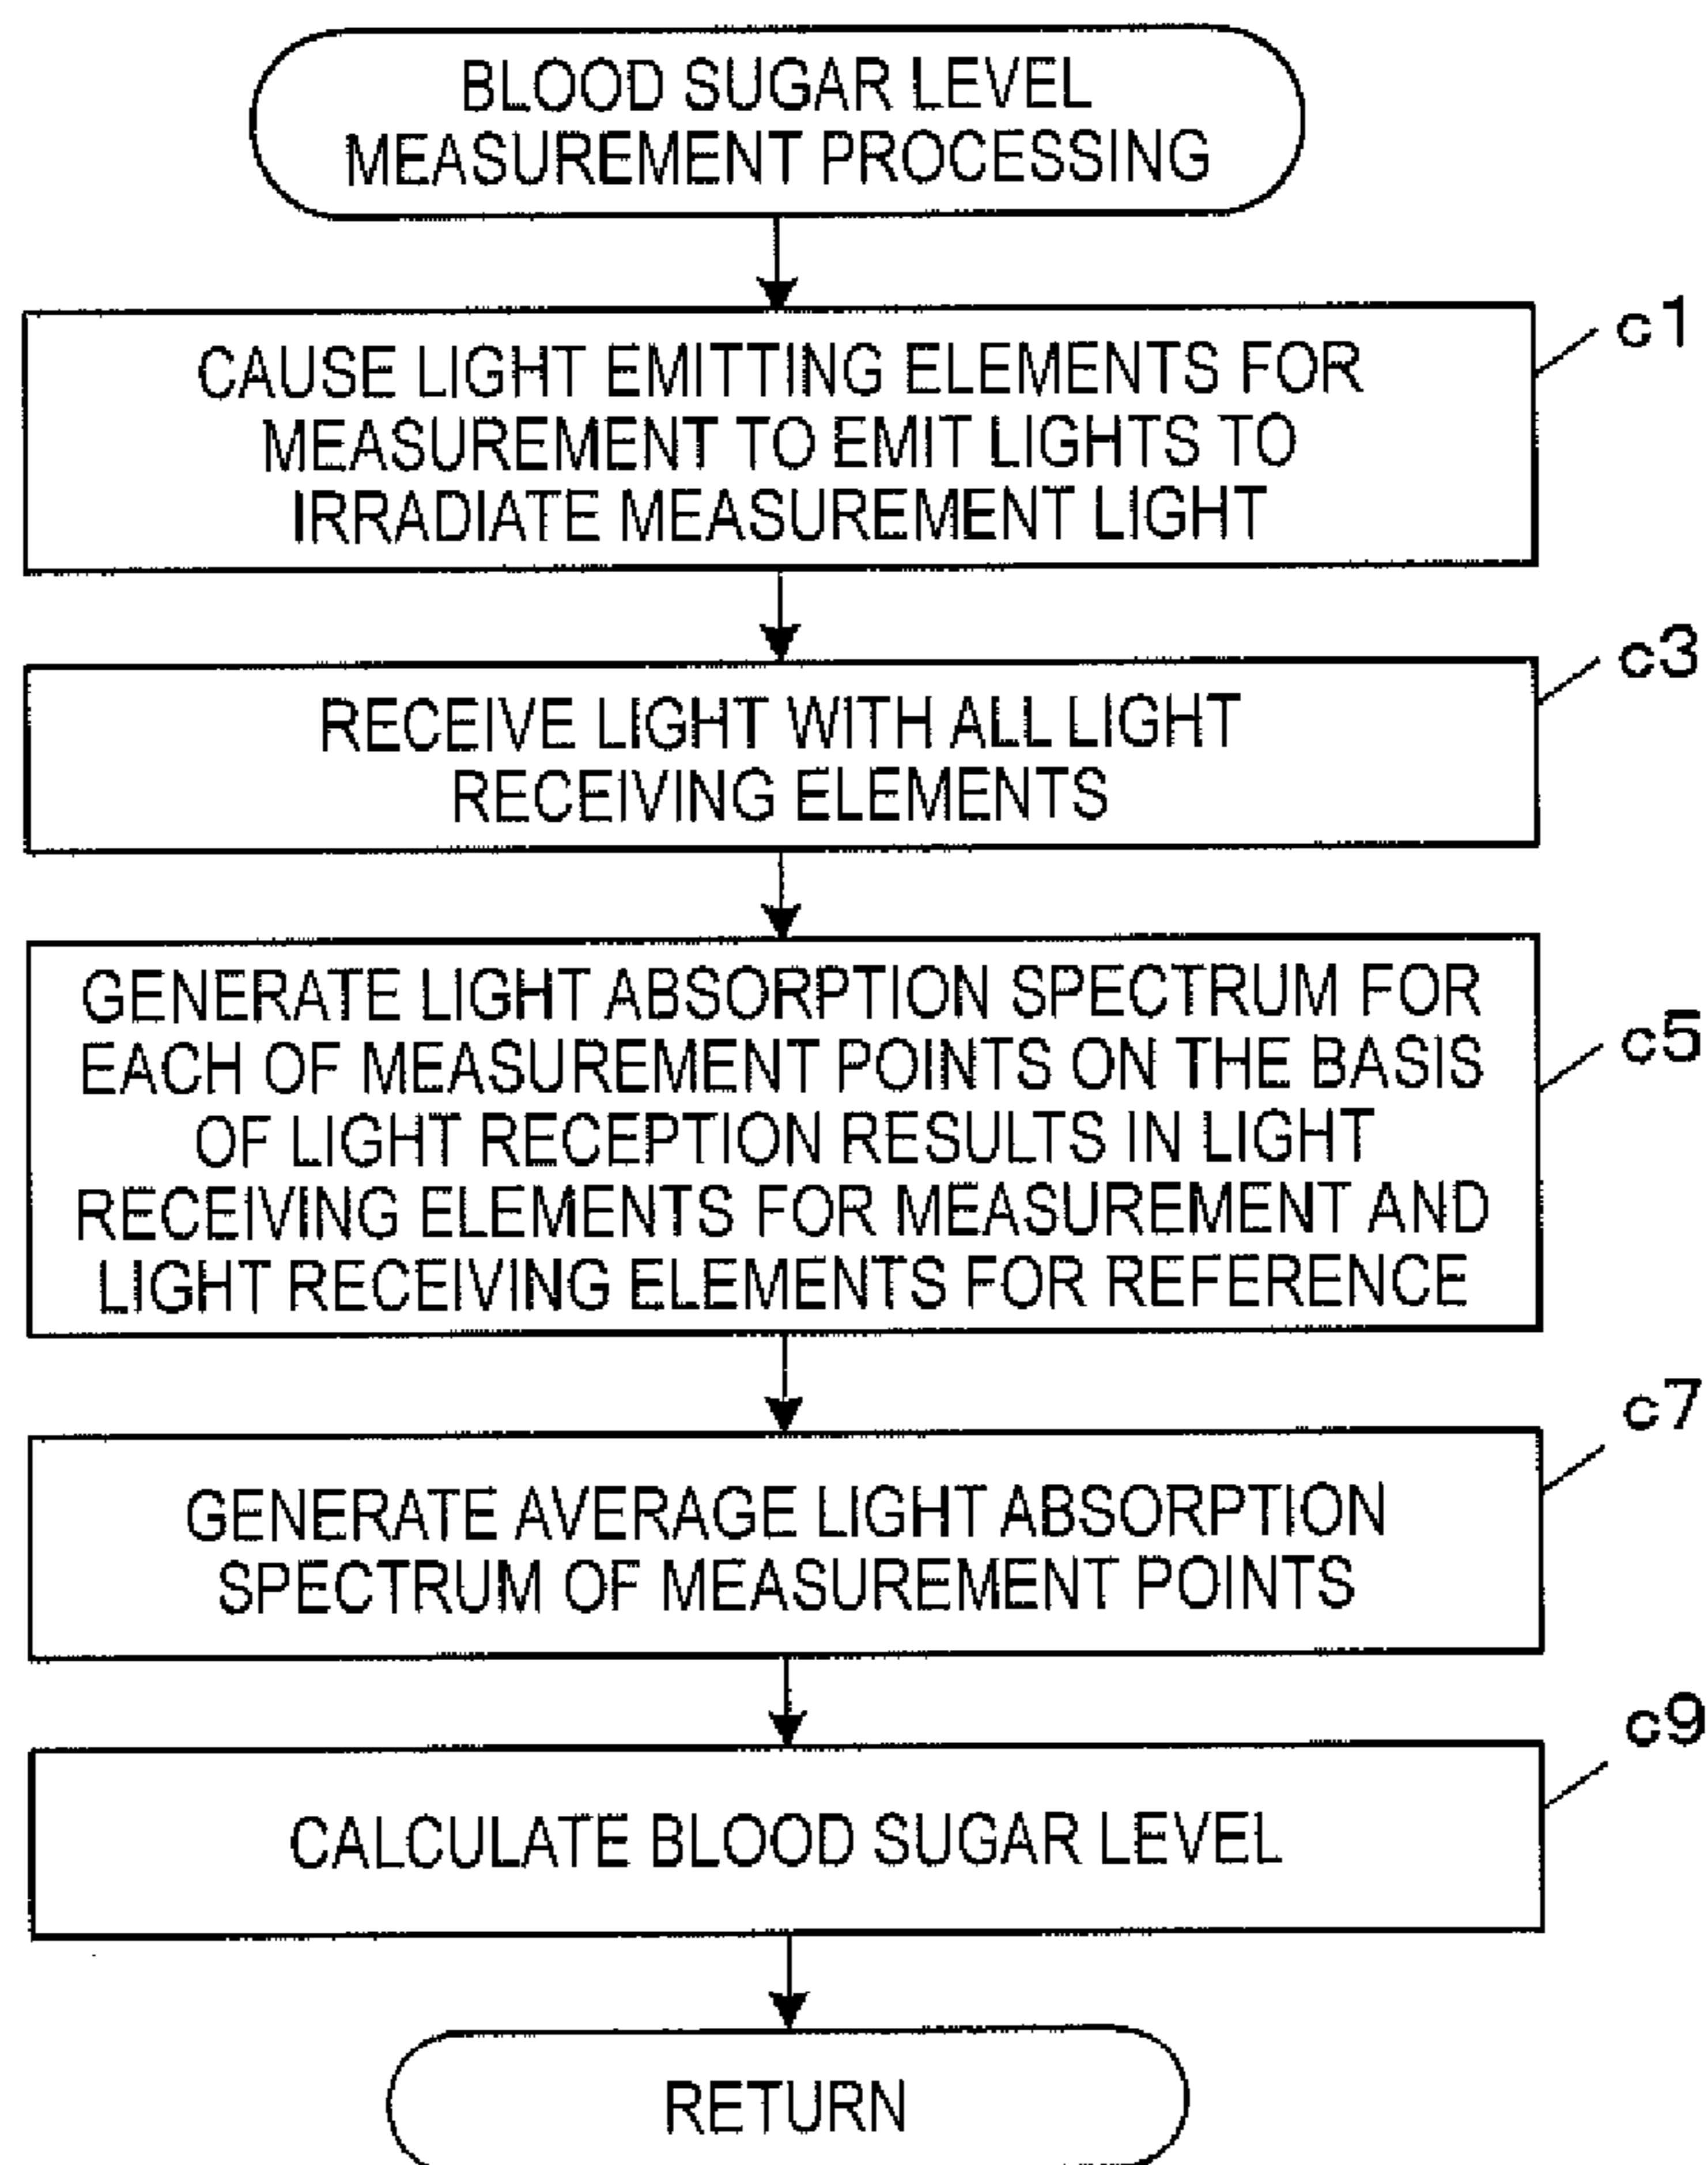 BLOOD SUGAR LEVEL
MEASUREMENT PROCESSING
c1
CAUSE LIGHT EMITTING ELEMENTS FOR
MEASUREMENT TO EMIT LIGHTS TO
IRRADIATE MEASUREMENT LIGHT
c3
RECEIVE LIGHT WITH ALL LIGHT
RECEIVING ELEMENTS
c5
GENERATE LIGHT ABSORPTION SPECTRUM FOR
EACH OF MEASUREMENT POINTS ON THE BASIS
OF LIGHT RECEPTION RESULTS IN LIGHT
RECEIVING ELEMENTS FOR MEASUREMENT AND
LIGHT RECEIVING ELEMENTS FOR REFERENCE
c7
GENERATE AVERAGE LIGHT ABSORPTION
SPECTRUM OF MEASUREMENT POINTS
c9
CALCULATE BLOOD SUGAR LEVEL
RETURN